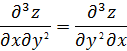 ∂³z/∂x∂y² = ∂³z/∂y²∂x